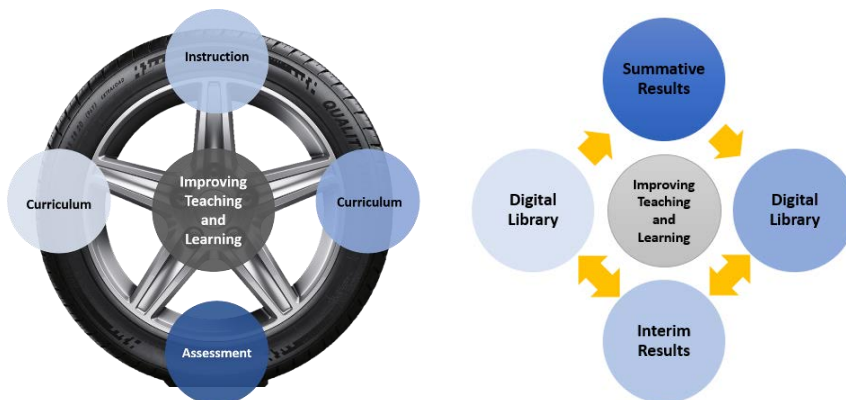 Instruction
QUALIT
Curriculum
Improving
Teaching
and
Learning
Curriculum
Assessment
Summative
Results
Digital
Library
Improving
Teaching
and
Learning
Digital
Library
Interim
Results